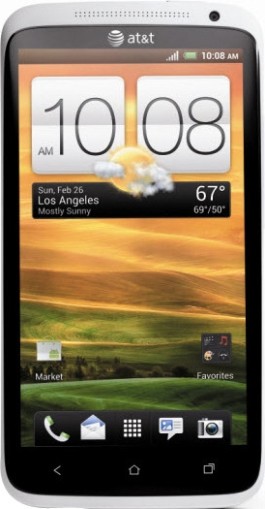 at&t
10:08 AM
AM 10 08
Sun, Feb 26
Los Angeles
67°
Mostly Sunny
69°/50°
Market
Favorites